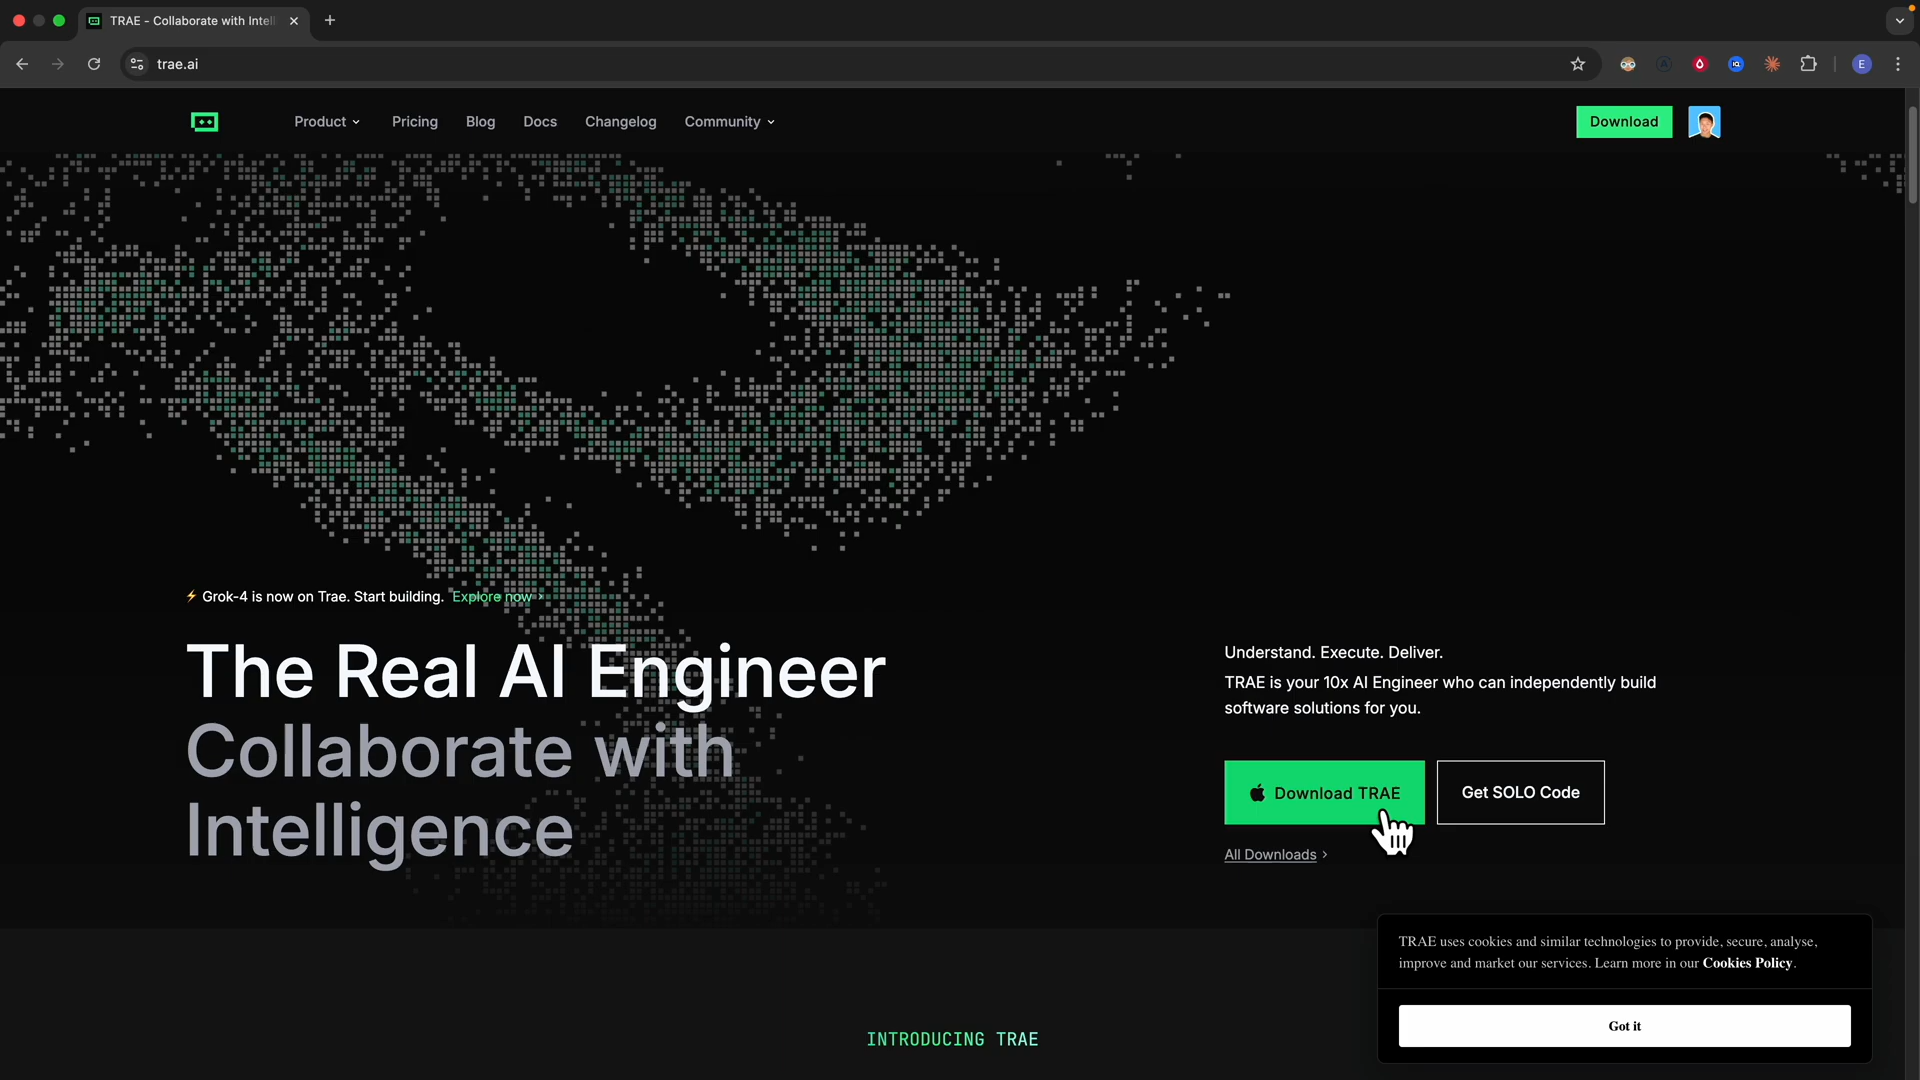 TRAE - Collaborate with Intel
trae.ai
E
Product
Pricing
Blog
Docs
Changelog
Community
Download
⚡ Grok-4 is now on Trae. Start building. Explore now ›
The Real AI Engineer
Collaborate with
Intelligence
Understand. Execute. Deliver.
TRAE is your 10x AI Engineer who can independently build
software solutions for you.
Download TRAE
Get SOLO Code
All Downloads ›
TRAE uses cookies and similar technologies to provide, secure, analyse,
improve and market our services. Learn more in our Cookies Policy.
Got it
INTRODUCING TRAE